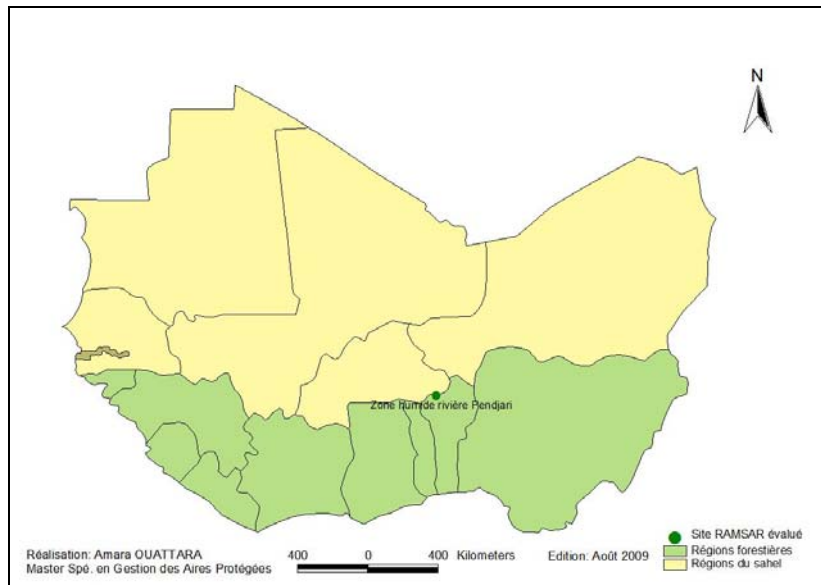 N
Zone humide rivière Pendjari
Site RAMSAR évalué
Régions forestières
Régions du sahel
Réalisation: Amara OUATTARA
Master Spé. en Gestion des Aires Protégées
400 0 400 Kilometers
Edition: Août 2009